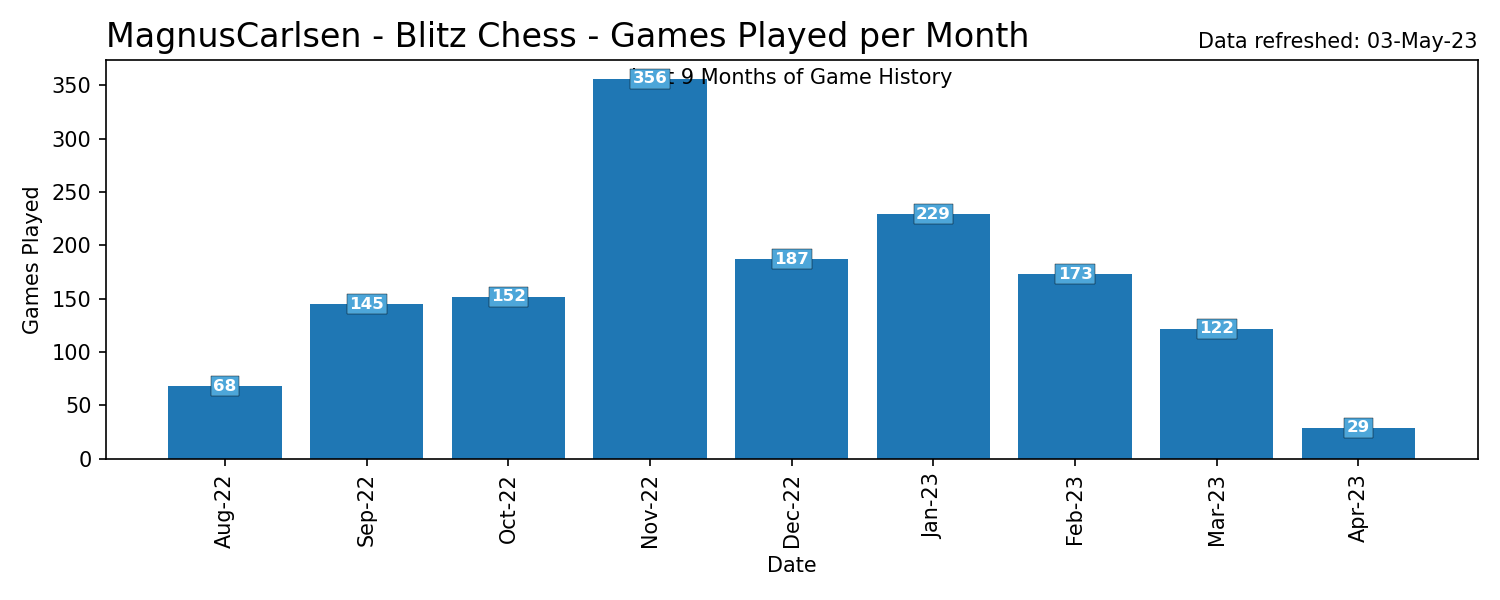 MagnusCarlsen - Blitz Chess - Games Played per Month
Data refreshed: 03-May-23
9 Months of Game History
Games Played
350
300
250
200
150
100
50
0
68
145
152
356
187
229
173
122
29
Aug-22
Sep-22
Oct-22
Nov-22
Dec-22
Jan-23
Feb-23
Mar-23
Apr-23
Date